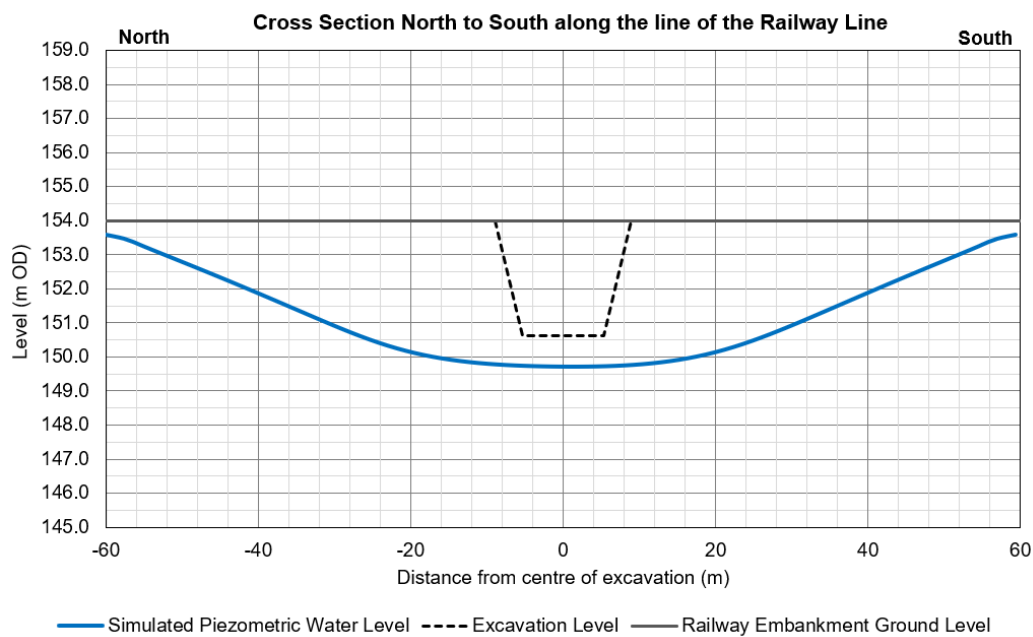 Cross Section North to South along the line of the Railway Line
North
South
159.0
158.0
157.0
156.0
155.0
154.0
153.0
152.0
151.0
150.0
149.0
148.0
147.0
146.0
145.0
Level (m OD)
-60
-40
-20
0
20
40
60
Distance from centre of excavation (m)
Simulated Piezometric Water Level
Excavation Level
Railway Embankment Ground Level